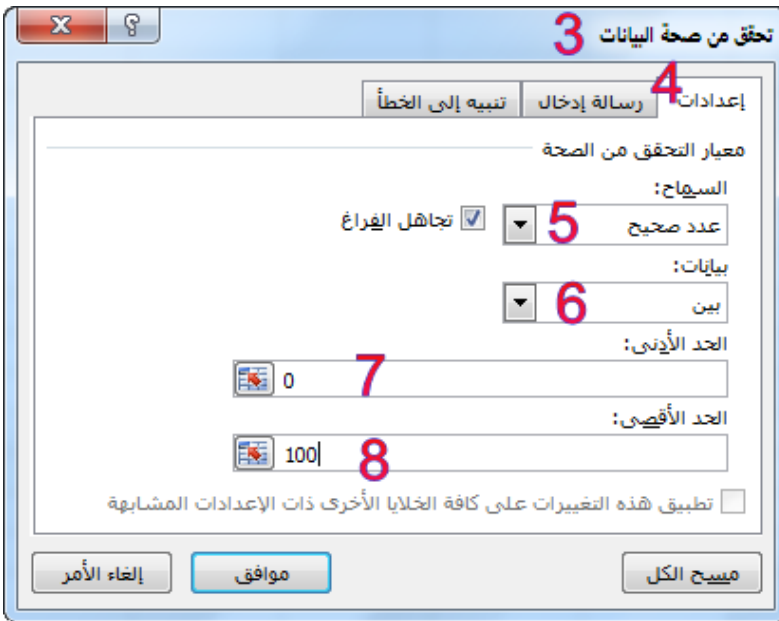 تحقق من صحة البيانات 3
4
إعدادات رسالة إدخال تنبيه إلى الخطأ
معيار التحقق من الصحة
السماح:
عدد صحيح 5 تجاهل الفراغ
بيانات:
بين 6
الحد الأدنى:
0 7
الحد الأقصى:
100 8
تطبيق هذه التغييرات على كافة الخلايا الأخرى ذات الإعدادات المشابهة
مسح الكل موافق إلغاء الأمر